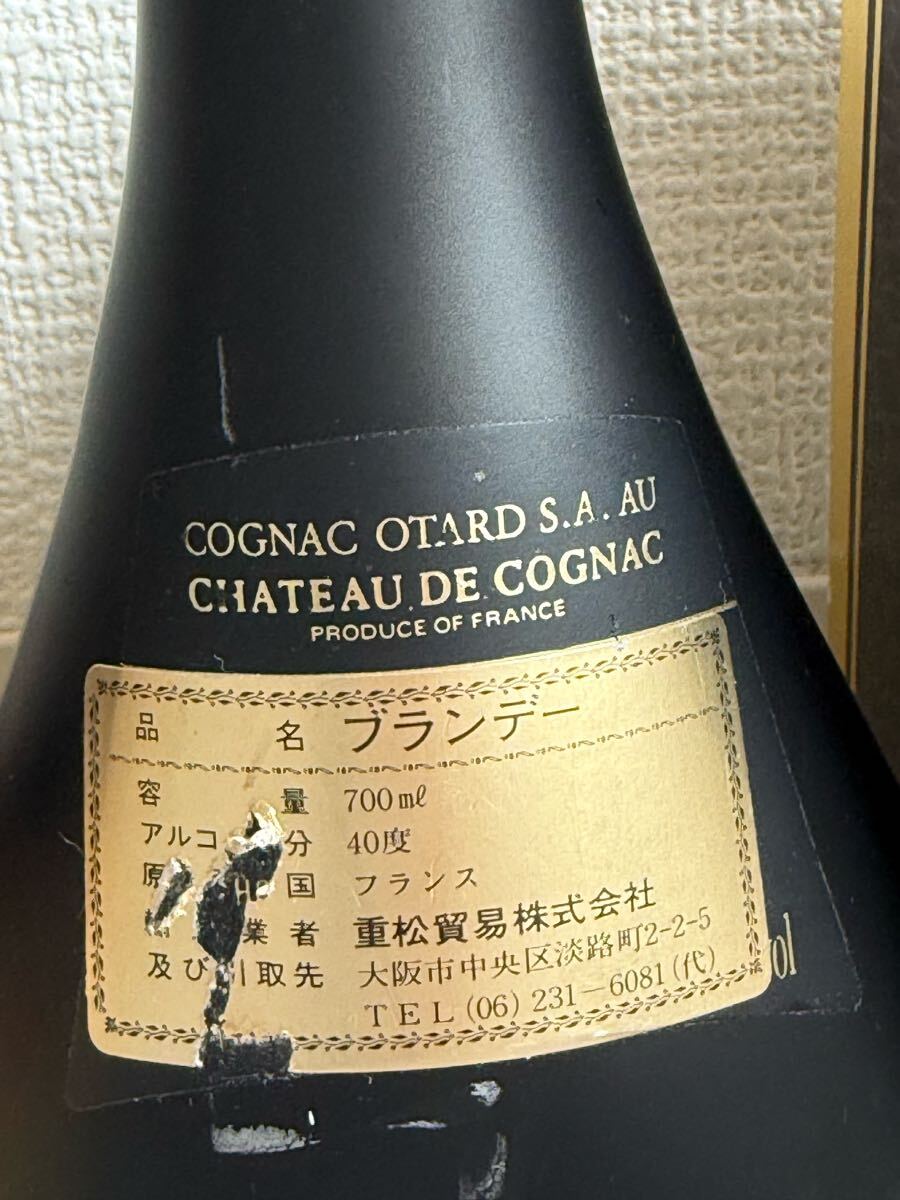 COGNAC OTARD S.A. AU
CHATEAU DE COGNAC
PRODUCE OF FRANCE
品 名 ブランデー
容 量 700ml
アルコ 分 40度
原 国 フランス
業者 重松貿易株式会社
及び引取先 大阪市中央区淡路町2-2-5
TEL (06) 231-6081(代)
vol